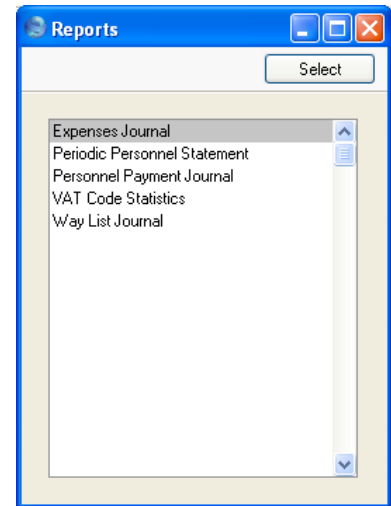 Reports
Select
Expenses Journal
Periodic Personnel Statement
Personnel Payment Journal
VAT Code Statistics
Way List Journal